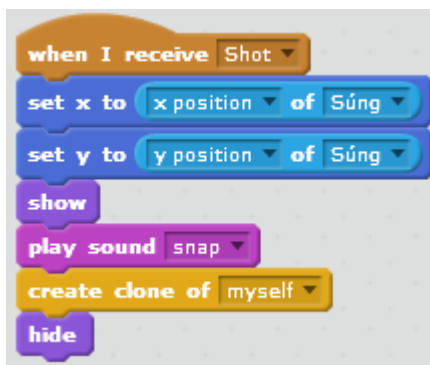 when I receive Shot
set x to x position of Súng
set y to y position of Súng
show
play sound snap
create clone of myself
hide